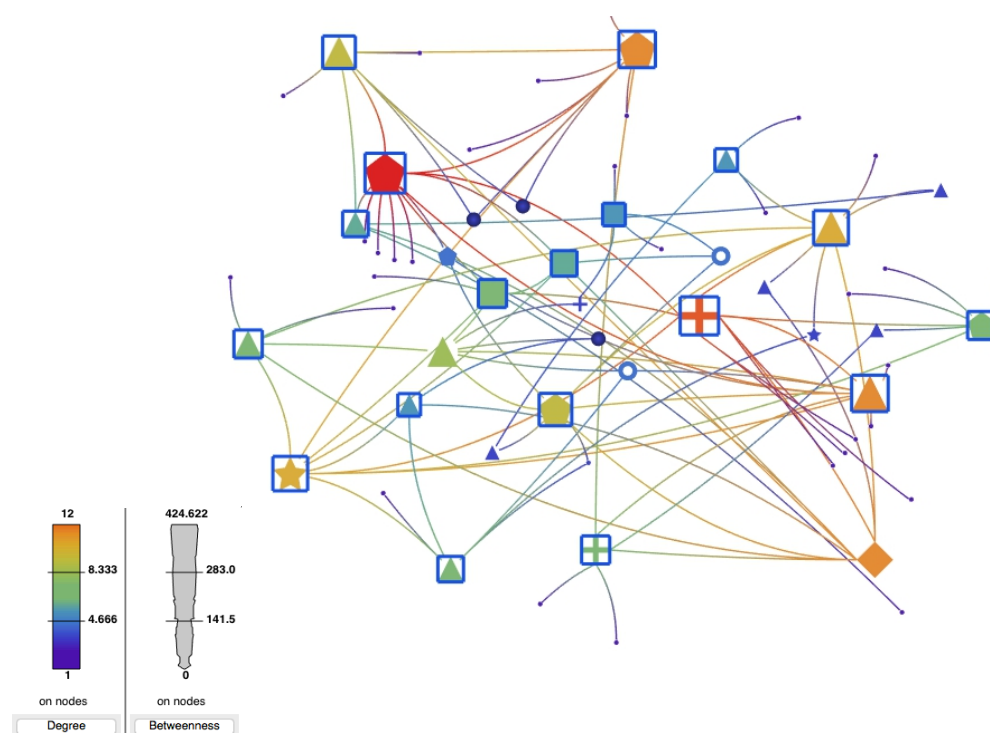 12 424.622
8.333 283.0
4.666 141.5
1 0
on nodes on nodes
Degree Betweenness